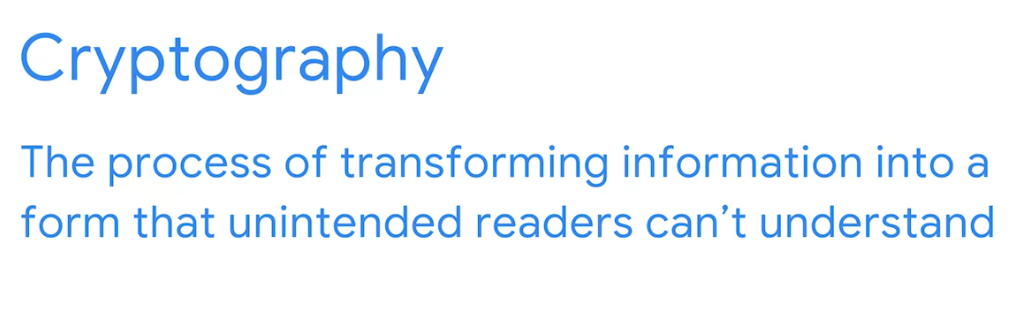 Cryptography
The process of transforming information into a
form that unintended readers can’t understand